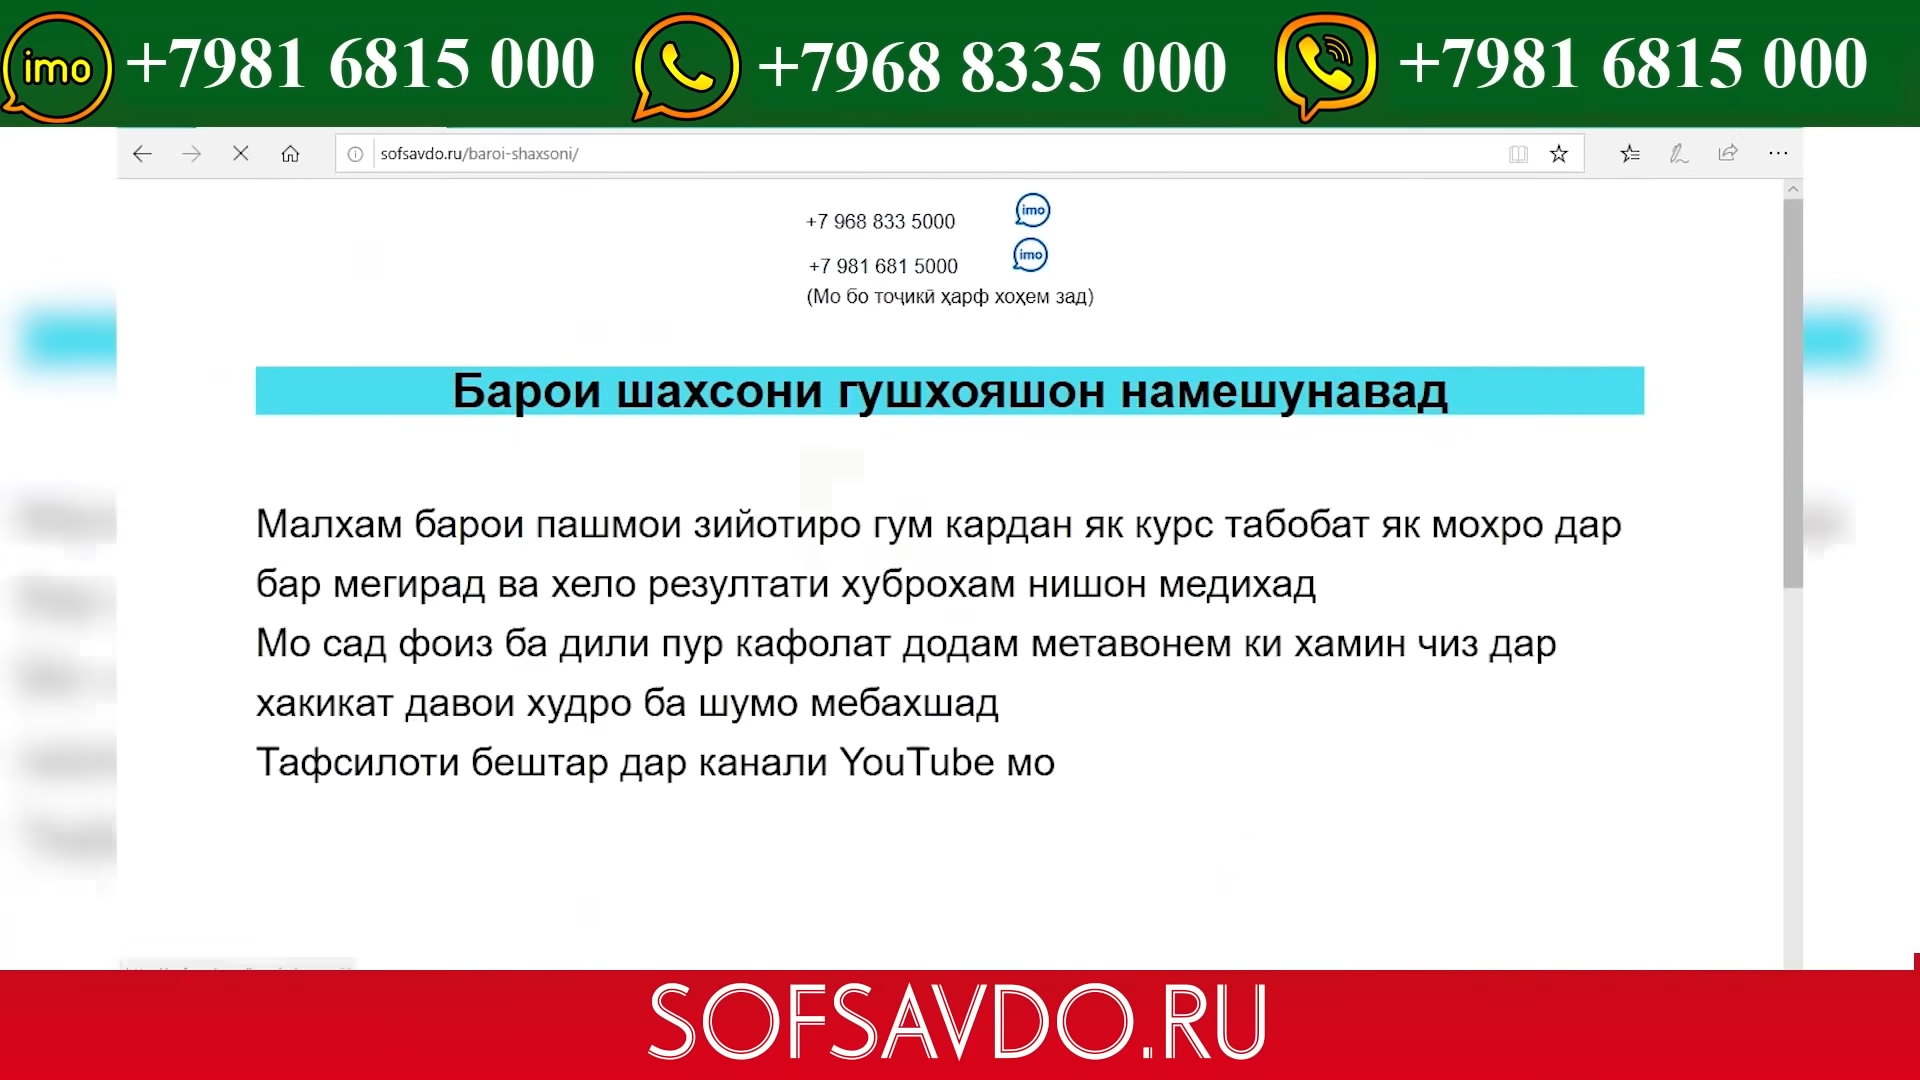 imo +7981 6815 000 +7968 8335 000 +7981 6815 000
sofsavdo.ru/baroi-shaxsoni/
+7 968 833 5000 imo
+7 981 681 5000 imo
(Мо бо тоҷикӣ ҳарф хоҳем зад)
Барои шахсони гушхояшон намешунавад
Малхам барои пашмои зийотиро гум кардан як курс табобат як мохро дар
бар мегирад ва хело резултати хуброхам нишон медихад
Мо сад фоиз ба дили пур кафолат додам метавонем ки хамин чиз дар
хакикат давои худро ба шумо мебахшад
Тафсилоти бештар дар канали YouTube мо
SOFSAVDO.RU